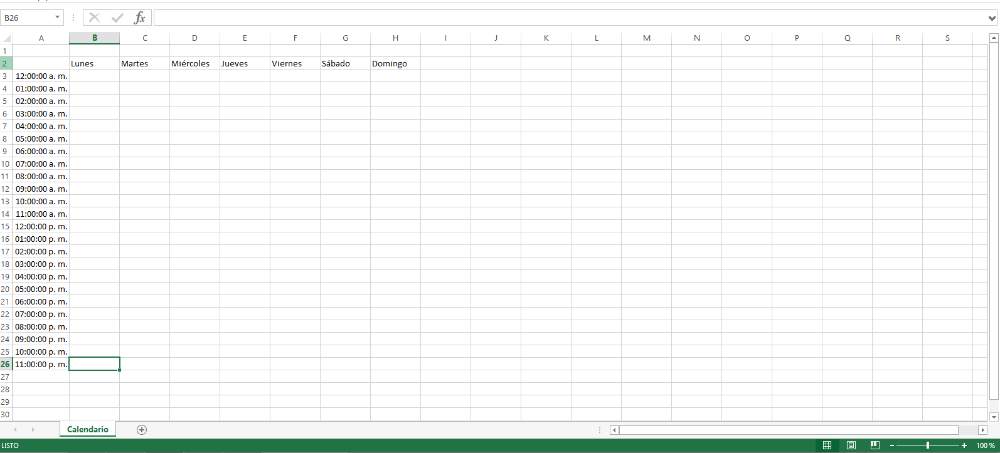 B26
fx
A B C D E F G H I J K L M N O P Q R S
1
2 Lunes Martes Miércoles Jueves Viernes Sábado Domingo
3 12:00:00 a. m.
4 01:00:00 a. m.
5 02:00:00 a. m.
6 03:00:00 a. m.
7 04:00:00 a. m.
8 05:00:00 a. m.
9 06:00:00 a. m.
10 07:00:00 a. m.
11 08:00:00 a. m.
12 09:00:00 a. m.
13 10:00:00 a. m.
14 11:00:00 a. m.
15 12:00:00 p. m.
16 01:00:00 p. m.
17 02:00:00 p. m.
18 03:00:00 p. m.
19 04:00:00 p. m.
20 05:00:00 p. m.
21 06:00:00 p. m.
22 07:00:00 p. m.
23 08:00:00 p. m.
24 09:00:00 p. m.
25 10:00:00 p. m.
26 11:00:00 p. m.
27
28
29
30
Calendario
LISTO 100 %